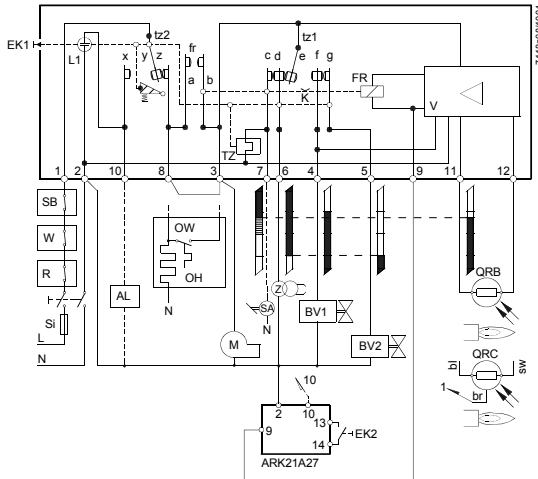 EK1
L1
tz2
y
z
x
fr
a
b
tz1
c
d
e
f
g
K
FR
V
TZ
1
2
10
8
3
7
6
4
5
9
11
12
SB
W
R
Si
L
N
AL
OW
OH
N
M
SA
N
Z
BV1
BV2
QRB
QRC
bl
sw
br
1
10
2
10
9
13
14
EK2
ARK21A27